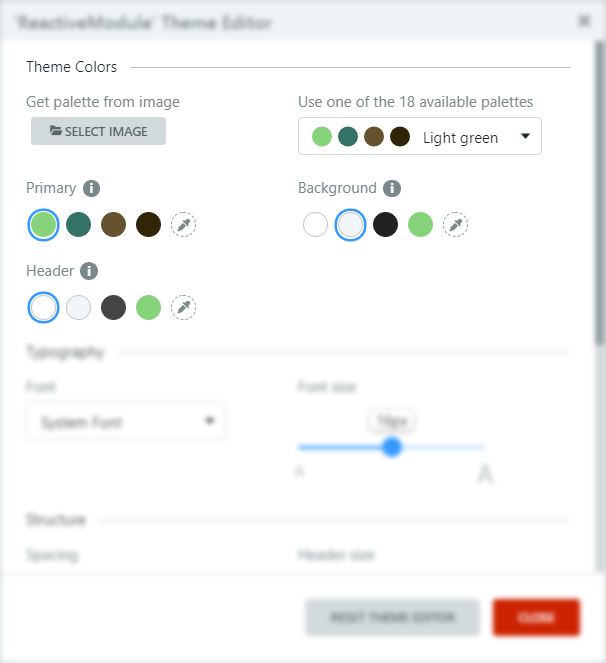 'ReactiveModule' Theme Editor
Theme Colors
Get palette from image
Use one of the 18 available palettes
SELECT IMAGE
Light green
Primary
Background
Header
Typography
Font
Font size
System Font
16px
A
A
Structure
Spacing
Header size
RESET THEME EDITOR
CLOSE